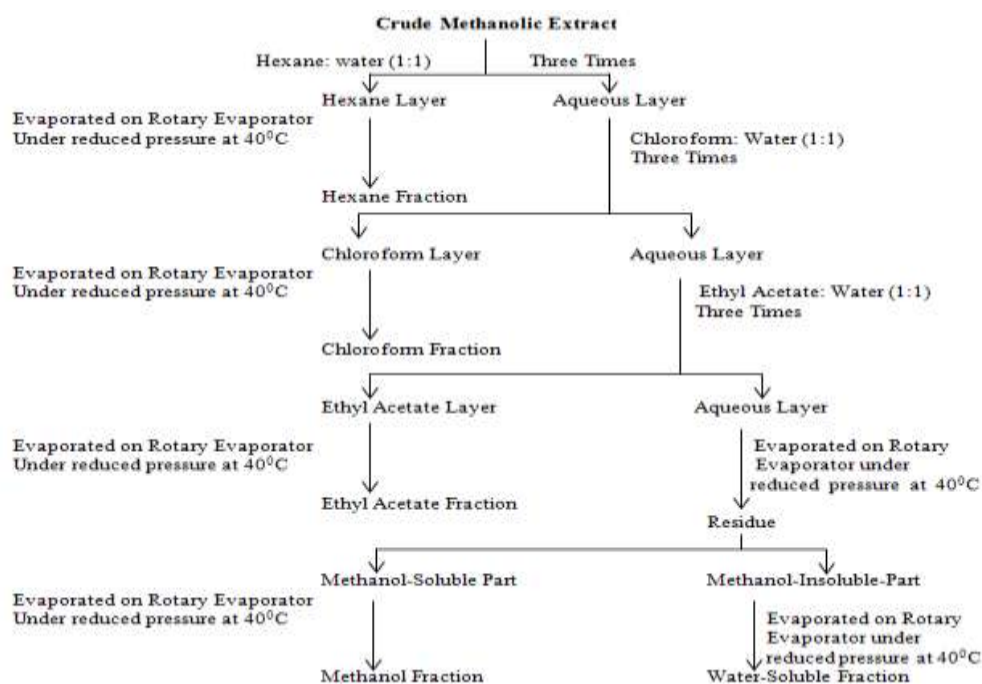 Crude Methanolic Extract
Hexane: water (1:1)
Three Times
Hexane Layer
Aqueous Layer
Evaporated on Rotary Evaporator
Under reduced pressure at 40⁰C
Chloroform: Water (1:1)
Three Times
Hexane Fraction
Chloroform Layer
Aqueous Layer
Evaporated on Rotary Evaporator
Under reduced pressure at 40⁰C
Ethyl Acetate: Water (1:1)
Three Times
Chloroform Fraction
Ethyl Acetate Layer
Aqueous Layer
Evaporated on Rotary Evaporator
Under reduced pressure at 40⁰C
Evaporated on Rotary
Evaporator under
reduced pressure at 40⁰C
Ethyl Acetate Fraction
Residue
Methanol-Soluble Part
Methanol-Insoluble-Part
Evaporated on Rotary Evaporator
Under reduced pressure at 40⁰C
Evaporated on Rotary
Evaporator under
reduced pressure at 40⁰C
Methanol Fraction
Water-Soluble Fraction